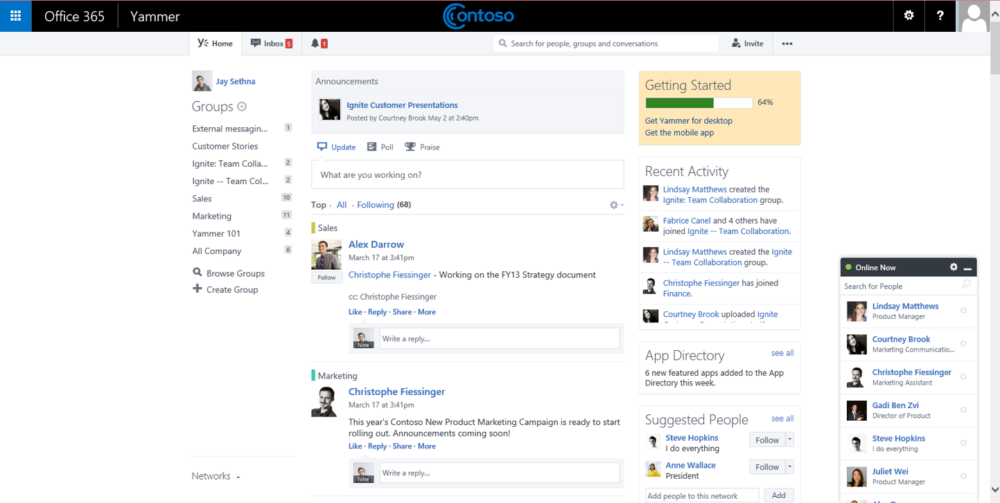 Office 365
Yammer
Contoso
?
Home
Inbox 5
1
Search for people, groups and conversations
Invite
Jay Sethna
Groups
External messagin... 1
Customer Stories
Ignite: Team Colla... 2
Ignite -- Team Col... 2
Sales 10
Marketing 11
Yammer 101 4
All Company 6
Browse Groups
Create Group
Networks
Announcements
Ignite Customer Presentations
Posted by Courtney Brook May 2 at 2:40pm
Update Poll Praise
What are you working on?
Top · All · Following (68)
Sales
Alex Darrow
March 17 at 3:41pm
Follow
Christophe Fiessinger - Working on the FY13 Strategy document
cc: Christophe Fiessinger
Like · Reply · Share · More
New
Write a reply...
Marketing
Christophe Fiessinger
March 17 at 3:41pm
This year's Contoso New Product Marketing Campaign is ready to start
rolling out. Announcements coming soon!
Like · Reply · Share · More
New
Write a reply...
Getting Started
64%
Get Yammer for desktop
Get the mobile app
Recent Activity
Lindsay Matthews created the
Ignite: Team Collaboration group.
Fabrice Canel and 4 others have
joined Ignite -- Team Collaboration.
Lindsay Matthews created the Ignite
-- Team Collaboration group.
Christophe Fiessinger has joined
Finance.
Courtney Brook uploaded Ignite
App Directory see all
6 new featured apps added to the App
Directory this week.
Suggested People see all
Steve Hopkins
I do everything
Follow
Anne Wallace
President
Follow
Add people to this network
Add
Online Now
Search for People
Lindsay Matthews
Product Manager
Courtney Brook
Marketing Communicatio...
Christophe Fiessinger
Marketing Assistant
Gadi Ben Zvi
Director of Product
Steve Hopkins
I do everything
Juliet Wei
Product Manager